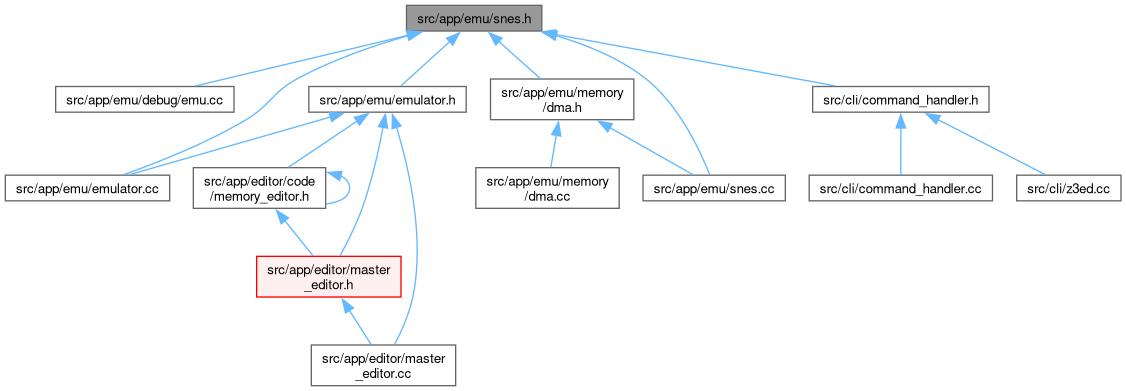 src/app/emu/snes.h
src/app/emu/debug/emu.cc
src/app/emu/emulator.h
src/app/emu/memory
/dma.h
src/cli/command_handler.h
src/app/emu/emulator.cc
src/app/editor/code
/memory_editor.h
src/app/emu/memory
/dma.cc
src/app/emu/snes.cc
src/cli/command_handler.cc
src/cli/z3ed.cc
src/app/editor/master
_editor.h
src/app/editor/master
_editor.cc